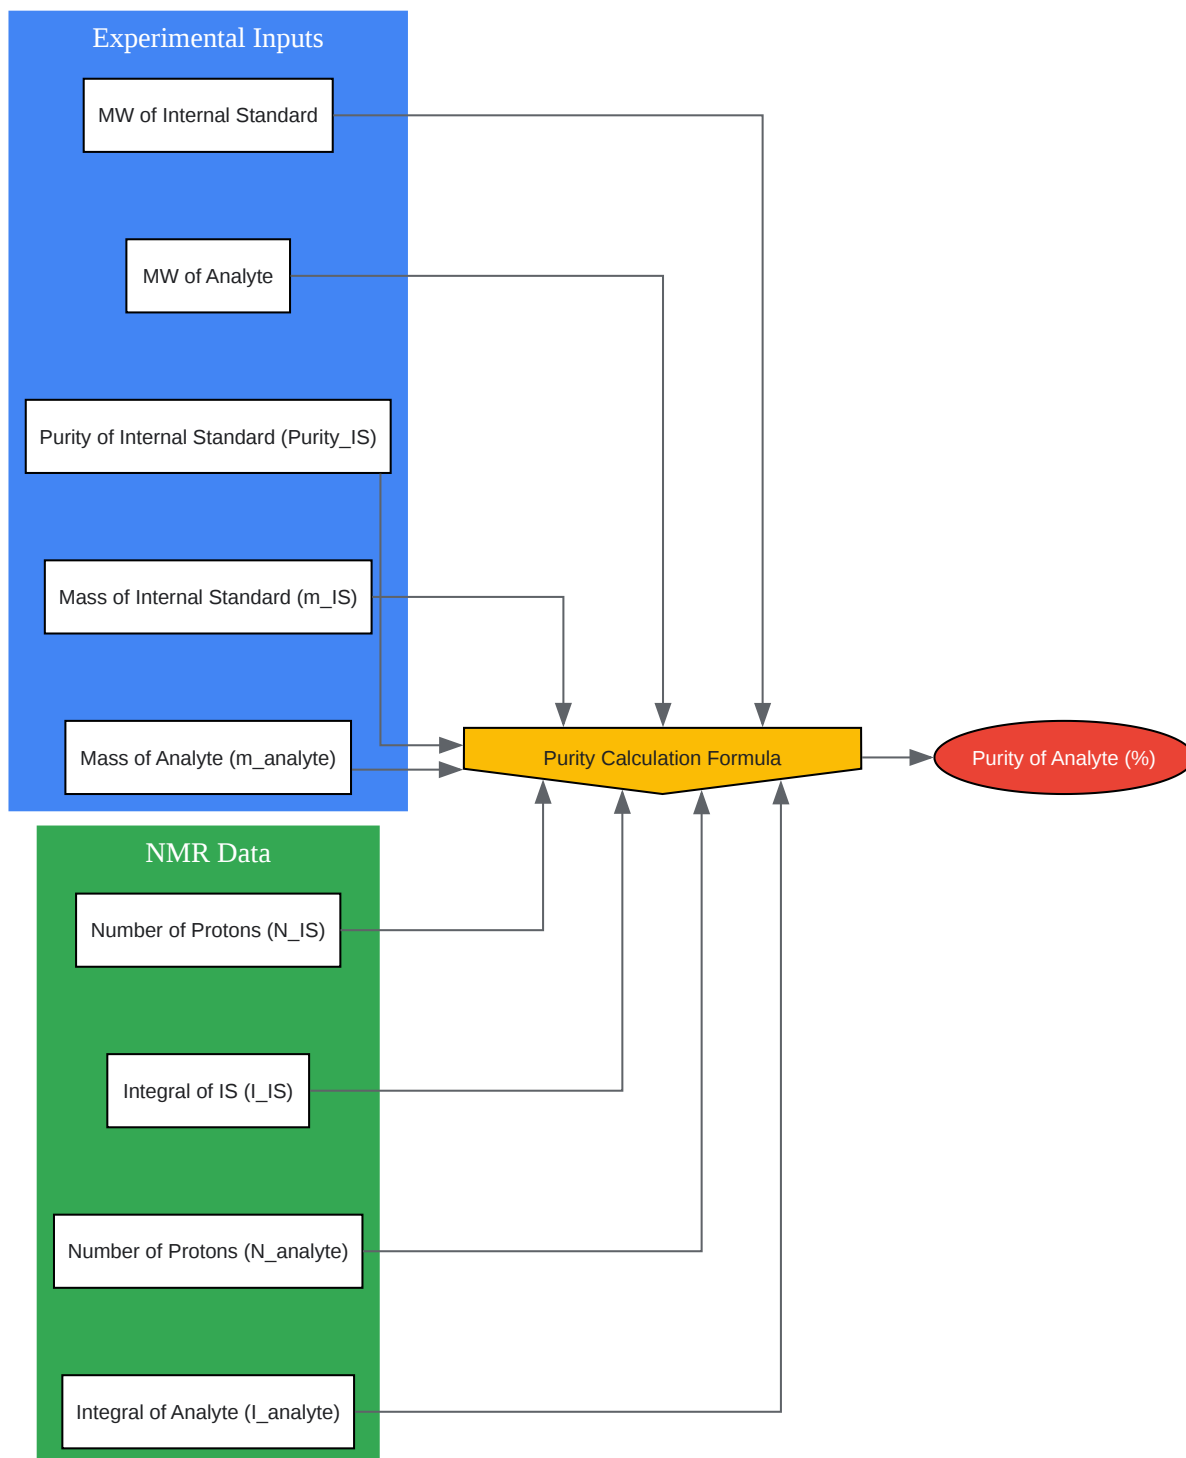 Experimental Inputs
MW of Internal Standard
MW of Analyte
Purity of Internal Standard (Purity_IS)
Mass of Internal Standard (m_IS)
Mass of Analyte (m_analyte)
Purity Calculation Formula
Purity of Analyte (%)
NMR Data
Number of Protons (N_IS)
Integral of IS (I_IS)
Number of Protons (N_analyte)
Integral of Analyte (I_analyte)